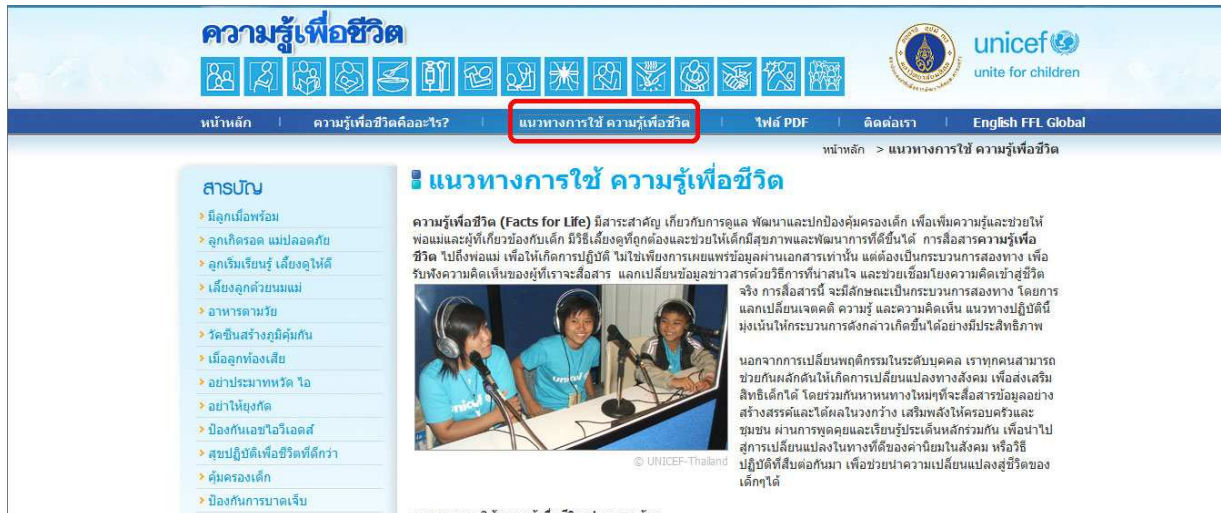 ความรู้เพื่อชีวิต
unicef
unite for children
หน้าหลัก
ความรู้เพื่อชีวิตคืออะไร?
แนวทางการใช้ ความรู้เพื่อชีวิต
ไฟล์ PDF
ติดต่อเรา
English FFL Global
หน้าหลัก > แนวทางการใช้ ความรู้เพื่อชีวิต
สารบัญ
มีลูกเมื่อพร้อม
ลูกเกิดรอด แม่ปลอดภัย
ลูกเริ่มเรียนรู้ เลี้ยงดูให้ดี
เลี้ยงลูกด้วยนมแม่
อาหารตามวัย
วัคซีนสร้างภูมิคุ้มกัน
เมื่อลูกท้องเสีย
อย่าประมาทหวัด ไอ
อย่าให้ยุงกัด
ป้องกันเอชไอวีเอดส์
สุขปฏิบัติเพื่อชีวิตที่ดีกว่า
คุ้มครองเด็ก
ป้องกันการบาดเจ็บ
แนวทางการใช้ ความรู้เพื่อชีวิต
ความรู้เพื่อชีวิต (Facts for Life) มีสาระสำคัญ เกี่ยวกับการดูแล พัฒนาและปกป้องคุ้มครองเด็ก เพื่อเพิ่มความรู้และช่วยให้
พ่อแม่และผู้ที่เกี่ยวข้องกับเด็ก มีวิธีเลี้ยงดูที่ถูกต้องและช่วยให้เด็กมีสุขภาพและพัฒนาการที่ดีขึ้นได้ การสื่อสารความรู้เพื่อ
ชีวิต ไปถึงพ่อแม่ เพื่อให้เกิดการปฏิบัติ ไม่ใช่เพียงการเผยแพร่ข้อมูลผ่านเอกสารเท่านั้น แต่ต้องเป็นกระบวนการสองทาง เพื่อ
รับฟังความคิดเห็นของผู้ที่เราจะสื่อสาร แลกเปลี่ยนข้อมูลข่าวสารด้วยวิธีการที่น่าสนใจ และช่วยเชื่อมโยงความคิดเข้าสู่ชีวิต
จริง การสื่อสารนี้ จะมีลักษณะเป็นกระบวนการสองทาง โดยการ
แลกเปลี่ยนเจตคติ ความรู้ และความคิดเห็น แนวทางปฏิบัตินี้
มุ่งเน้นให้กระบวนการดังกล่าวเกิดขึ้นได้อย่างมีประสิทธิภาพ
นอกจากการเปลี่ยนพฤติกรรมในระดับบุคคล เราทุกคนสามารถ
ช่วยกันผลักดันให้เกิดการเปลี่ยนแปลงทางสังคม เพื่อส่งเสริม
สิทธิเด็กได้ โดยร่วมกันหาหนทางใหม่ๆที่จะสื่อสารข้อมูลอย่าง
สร้างสรรค์และได้ผลในวงกว้าง เสริมพลังให้ครอบครัวและ
ชุมชน ผ่านการพูดคุยและเรียนรู้ประเด็นหลักร่วมกัน เพื่อนำไป
สู่การเปลี่ยนแปลงในทางที่ดีของค่านิยมในสังคม หรือวิธี
ปฏิบัติที่สืบต่อกันมา เพื่อช่วยนำความเปลี่ยนแปลงสู่ชีวิตของ
เด็กๆได้
unicef
© UNICEF-Thailand